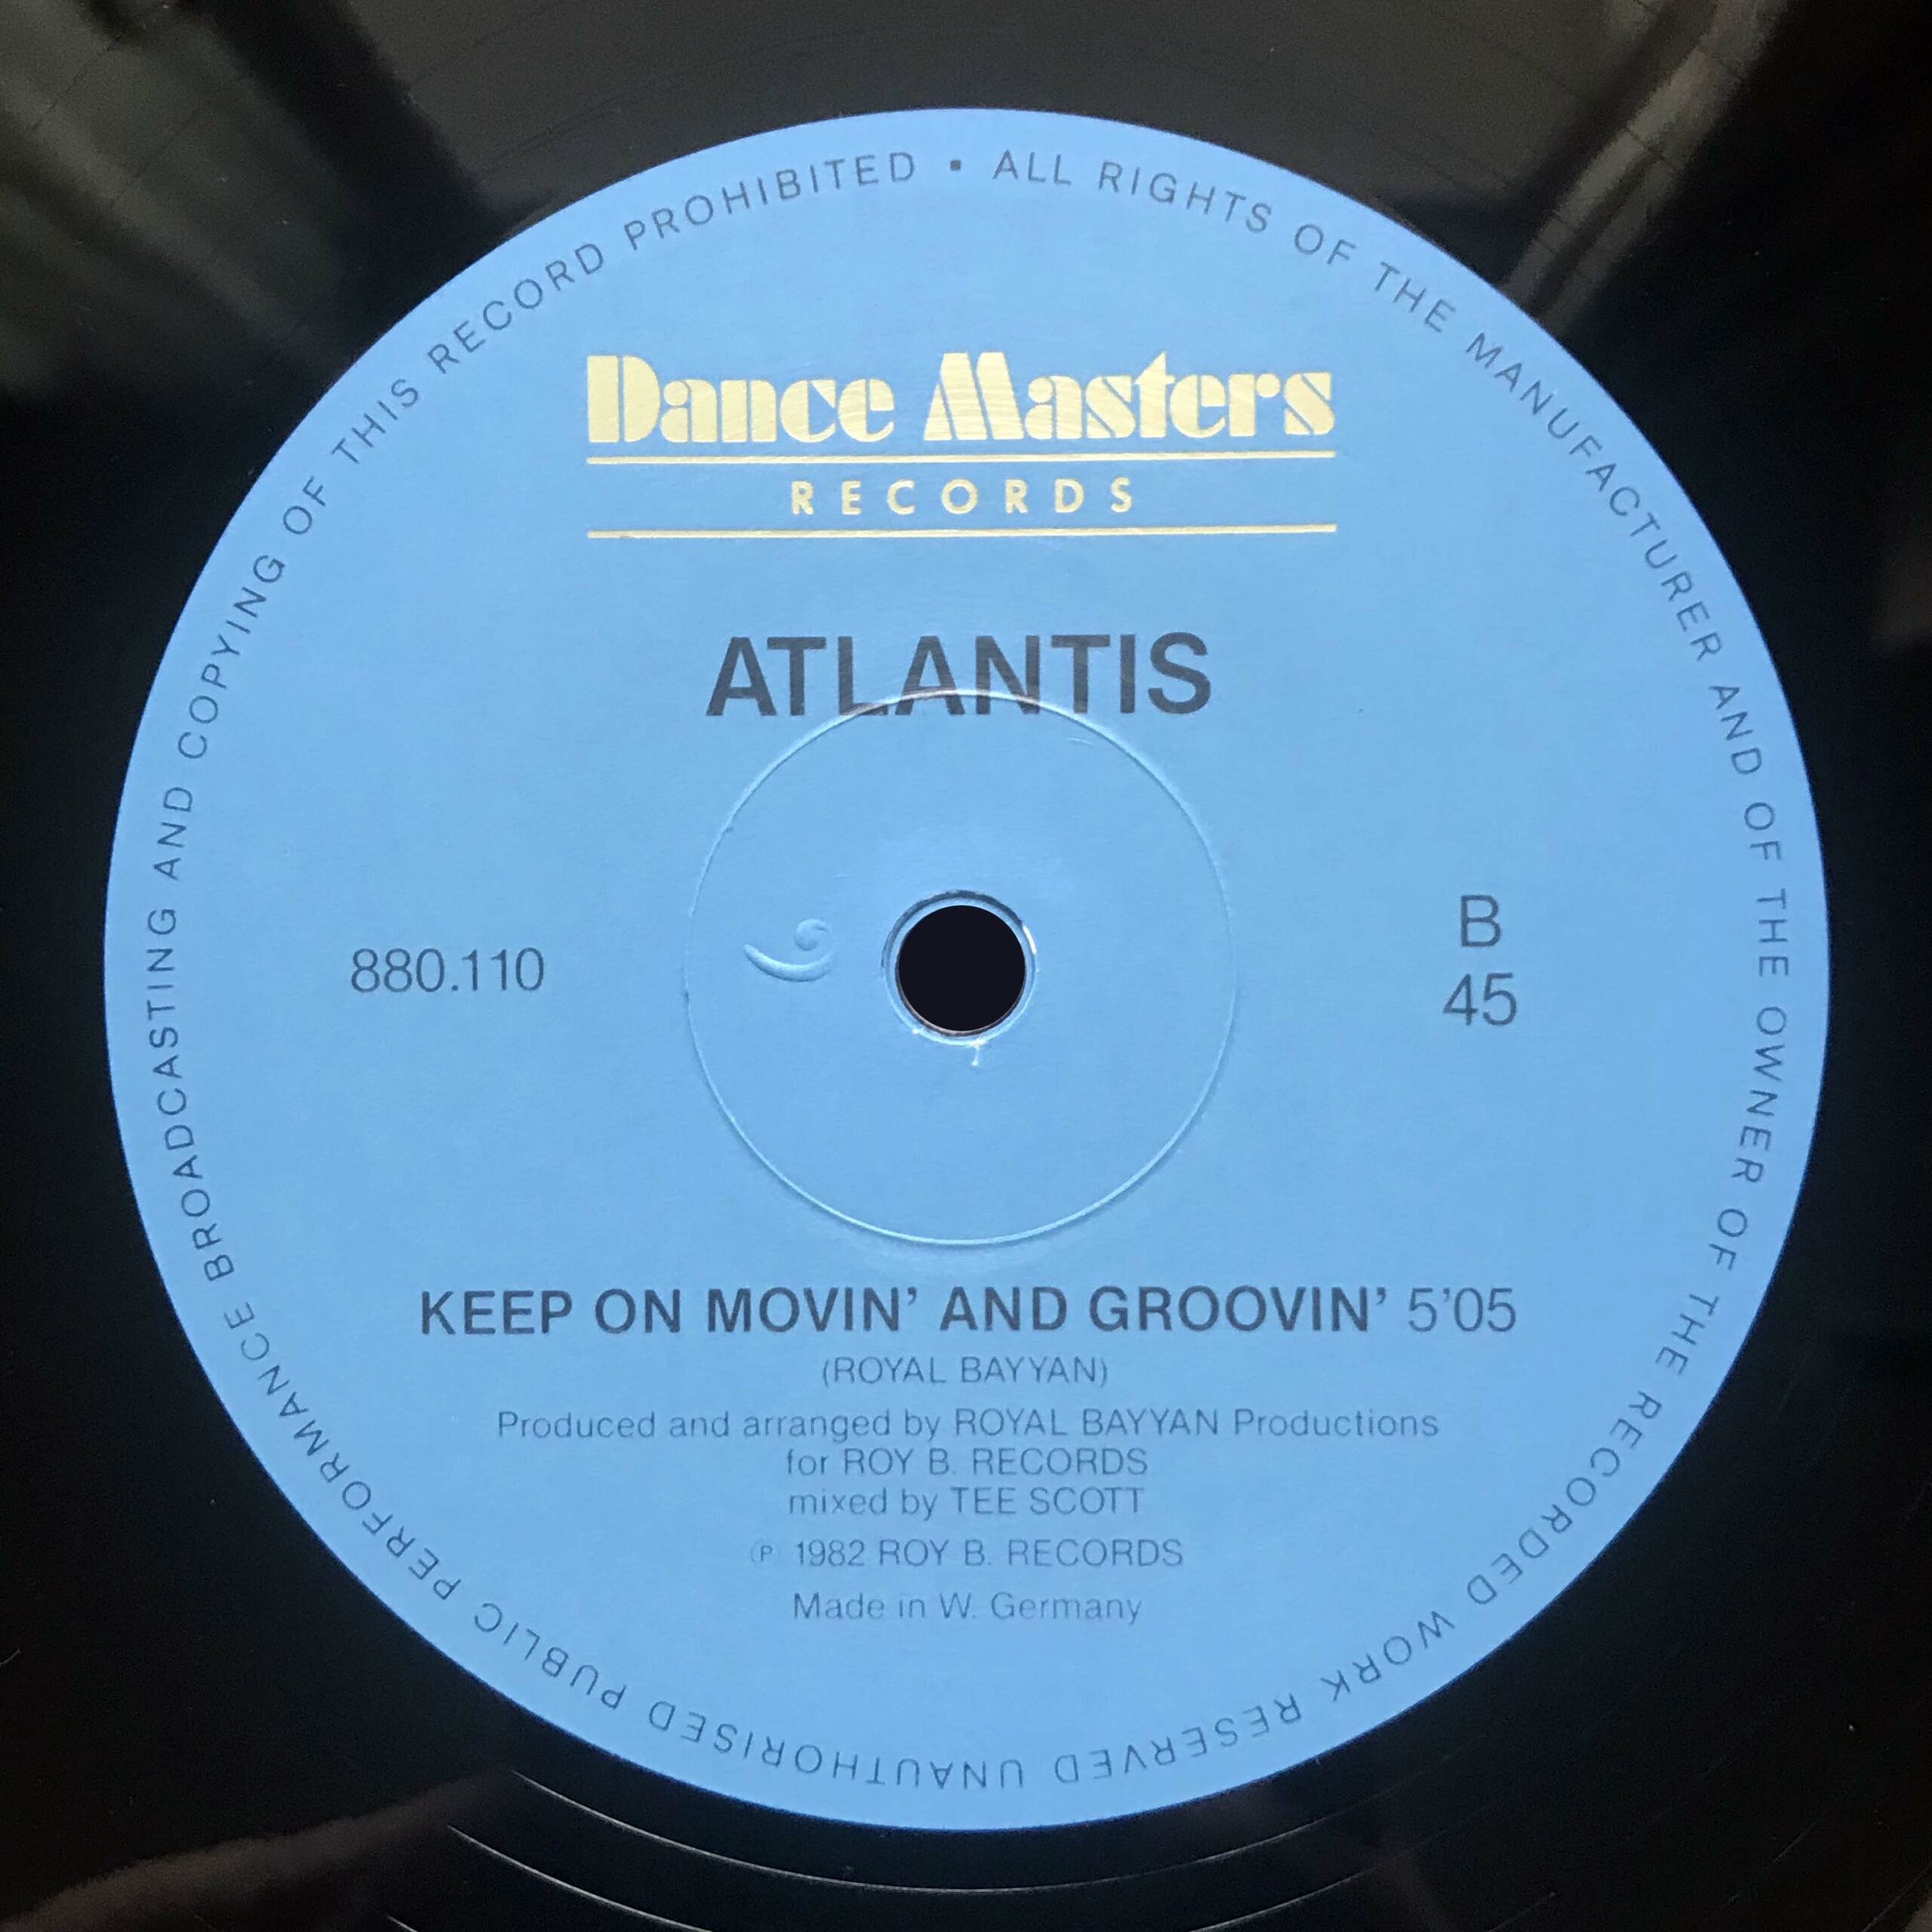 Dance Masters
RECORDS
ATLANTIS
880.110
B
45
KEEP ON MOVIN’ AND GROOVIN’ 5’05
(ROYAL BAYYAN)
Produced and arranged by ROYAL BAYYAN Productions
for ROY B. RECORDS
mixed by TEE SCOTT
℗ 1982 ROY B. RECORDS
Made in W. Germany
ALL RIGHTS OF THE MANUFACTURER AND OF THE OWNER OF THE RECORDED WORK RESERVED UNAUTHORISED PUBLIC PERFORMANCE BROADCASTING AND COPYING OF THIS RECORD PROHIBITED ▪